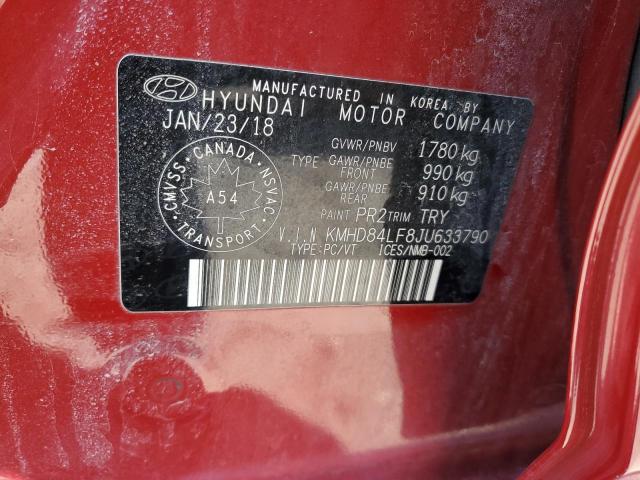 MANUFACTURED IN KOREA BY
HYUNDAI MOTOR COMPANY
JAN/23/18
GVWR/PNBV 1780 kg
TYPE GAWR/PNBE FRONT 990 kg
GAWR/PNBE REAR 910 kg
PAINT PR2 TRIM TRY
V.I.N KMHD84LF8JU633790
TYPE:PC/VT ICES/NMB-002
CMVSS. CANADA NSVAC
A54
TRANSPORT